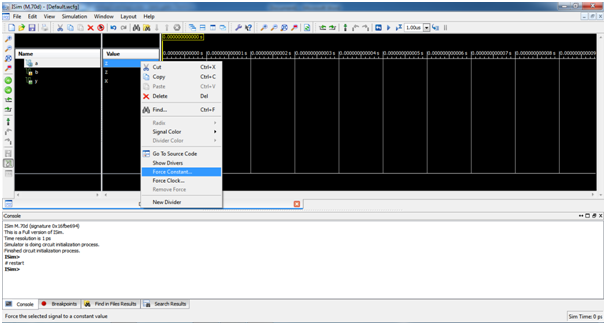 ISim (M.70d) - [Default.wcfg]
File Edit View Simulation Window Layout Help
1.00us
0.000000000000 s
Name Value
0.000000000000 s 0.000000000001 s 0.000000000002 s 0.000000000003 s 0.000000000004 s 0.000000000005 s 0.000000000006 s 0.000000000007 s 0.000000000008 s 0.000000009
a Z
b Z
y X
Cut Ctrl+X
Copy Ctrl+C
Paste Ctrl+V
Delete Del
Find... Ctrl+F
Radix
Signal Color
Divider Color
Go To Source Code
Show Drivers
Force Constant...
Force Clock...
Remove Force
New Divider
Console
ISim M.70d (signature 0x16fbe694)
This is a Full version of ISim.
Time resolution is 1 ps
Simulator is doing circuit initialization process.
Finished circuit initialization process.
ISim>
# restart
ISim>
Console Breakpoints Find in Files Results Search Results
Force the selected signal to a constant value
Sim Time: 0 ps